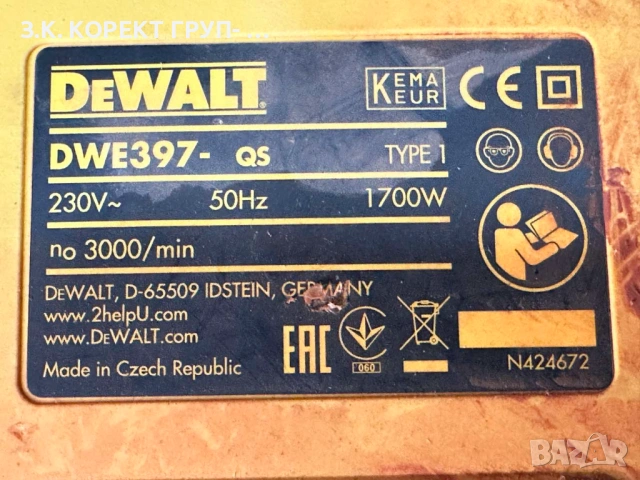 З.К. КОРЕКТ ГРУП- ...
DEWALT
KEMA
KEUR
CE
DWE397- QS
TYPE 1
230V~ 50Hz 1700W
no 3000/min
DEWALT, D-65509 IDSTEIN, GERMANY
www.2helpU.com
www.DEWALT.com
Made in Czech Republic
EAC
060
N424672
BAZAR